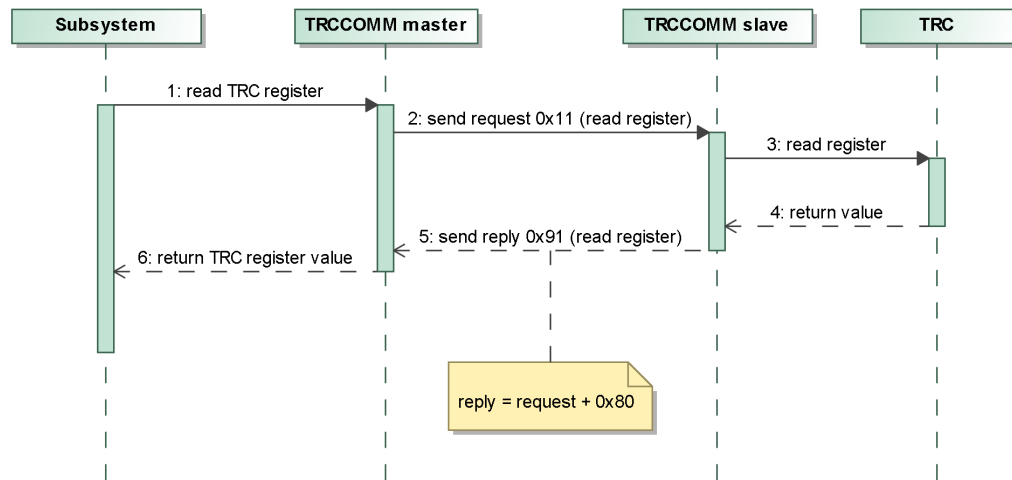 Subsystem
TRCCOMM master
TRCCOMM slave
TRC
1: read TRC register
2: send request 0x11 (read register)
3: read register
4: return value
5: send reply 0x91 (read register)
6: return TRC register value
reply = request + 0x80